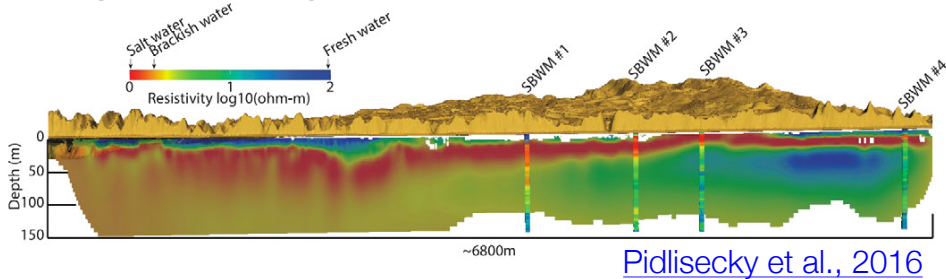 Salt water
Brackish water
Fresh water
0 1 2
Resistivity log10(ohm-m)
SBWM #1
SBWM #2
SBWM #3
SBWM #4
Depth (m)
0
50
100
150
~6800m
Pidlisecky et al., 2016